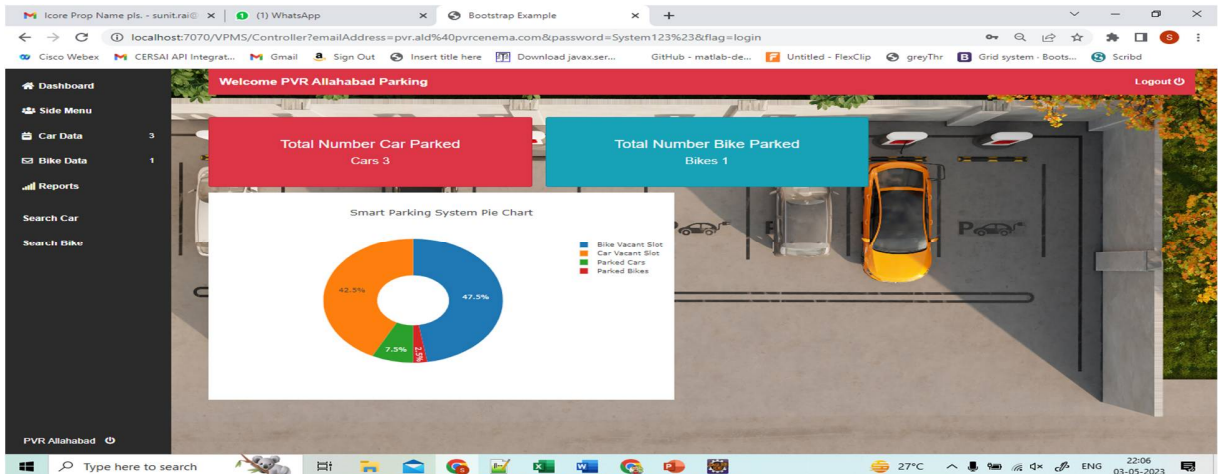 Icore Prop Name pls. - sunit.rai@
(1) WhatsApp
Bootstrap Example
localhost:7070/VPMS/Controller?emailAddress=pvr.ald%40pvrcenema.com&password=System123%23&flag=login
S
Cisco Webex
CERSAI API Integrat...
Gmail
Sign Out
Insert title here
Download javax.ser...
GitHub - matlab-de...
Untitled - FlexClip
greyThr
Grid system - Boots...
Scribd
Dashboard
Welcome PVR Allahabad Parking
Logout
Side Menu
Car Data 3
Bike Data 1
Reports
Search Car
Search Bike
Total Number Car Parked
Cars 3
Total Number Bike Parked
Bikes 1
Smart Parking System Pie Chart
Bike Vacant Slot
Car Vacant Slot
Parked Cars
Parked Bikes
42.5%
47.5%
7.5%
2.5%
PVR Allahabad
Type here to search
27°C
ENG
22:06
03-05-2023